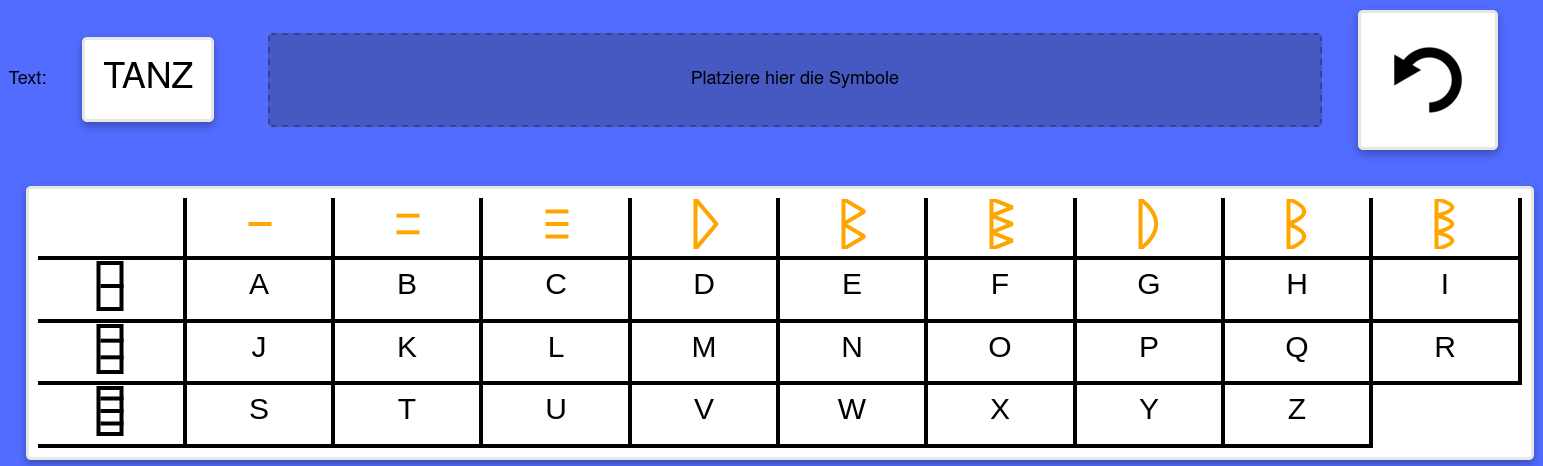 Text: TANZ Platziere hier die Symbole
A B C D E F G H I
J K L M N O P Q R
S T U V W X Y Z